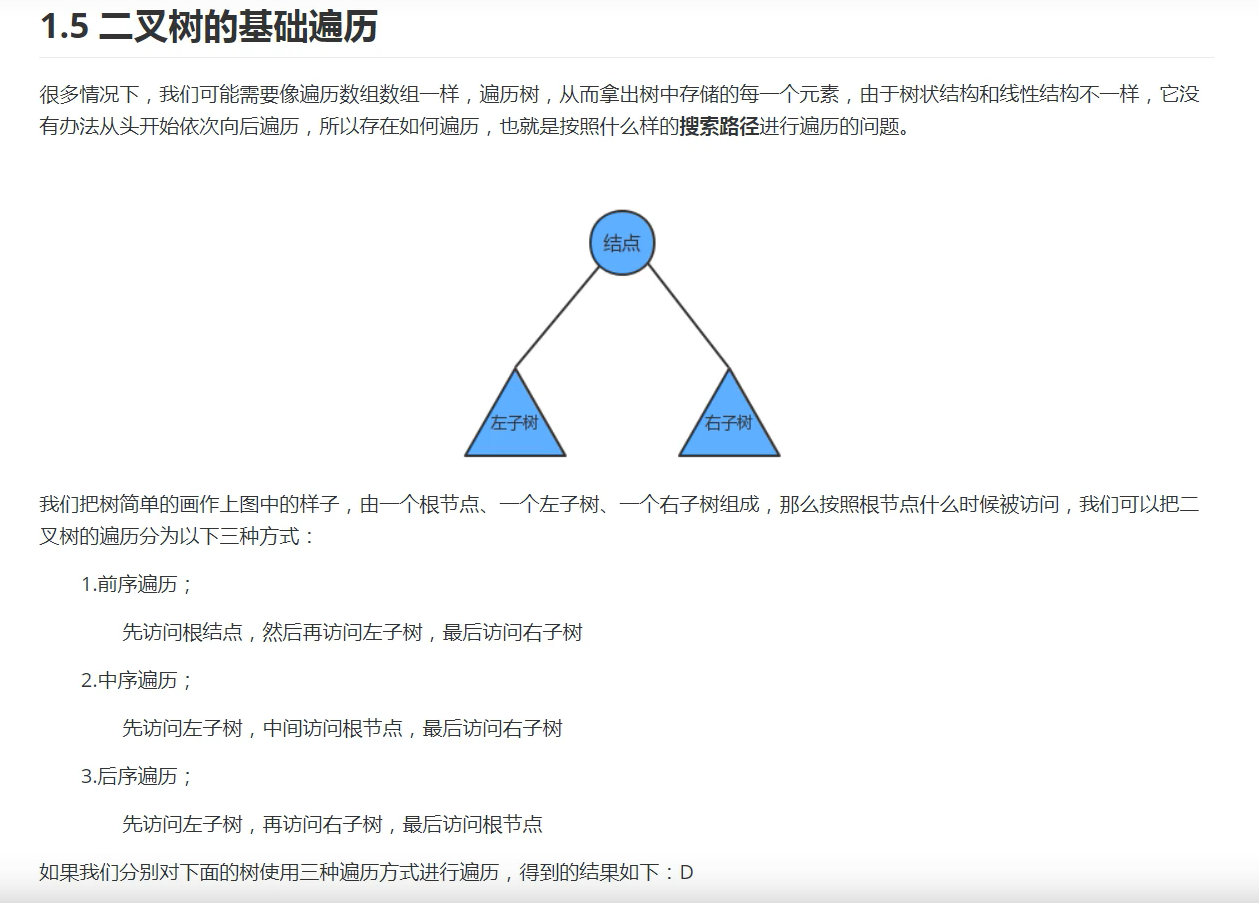 1.5 二叉树的基础遍历
很多情况下，我们可能需要像遍历数组数组一样，遍历树，从而拿出树中存储的每一个元素，由于树状结构和线性结构不一样，它没
有办法从头开始依次向后遍历，所以存在如何遍历，也就是按照什么样的搜索路径进行遍历的问题。
结点
左子树
右子树
我们把树简单的画作上图中的样子，由一个根节点、一个左子树、一个右子树组成，那么按照根节点什么时候被访问，我们可以把二
叉树的遍历分为以下三种方式：
1.前序遍历；
先访问根结点，然后再访问左子树，最后访问右子树
2.中序遍历；
先访问左子树，中间访问根节点，最后访问右子树
3.后序遍历；
先访问左子树，再访问右子树，最后访问根节点
如果我们分别对下面的树使用三种遍历方式进行遍历，得到的结果如下：D